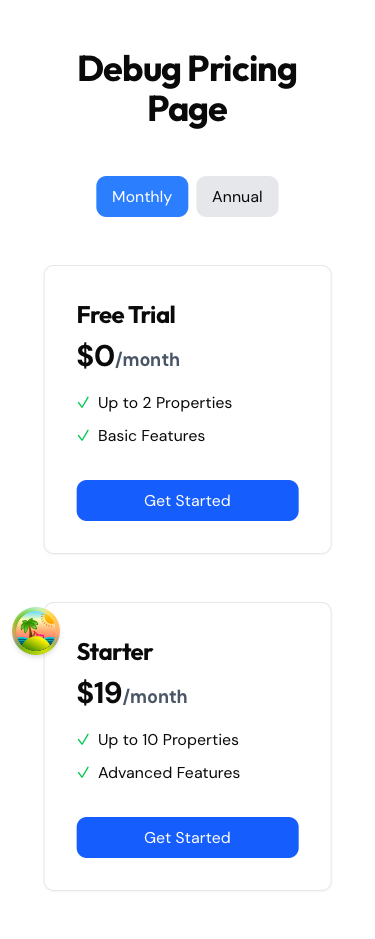 Debug Pricing
Page
Monthly
Annual
Free Trial
$0/month
Up to 2 Properties
Basic Features
Get Started
Starter
$19/month
Up to 10 Properties
Advanced Features
Get Started